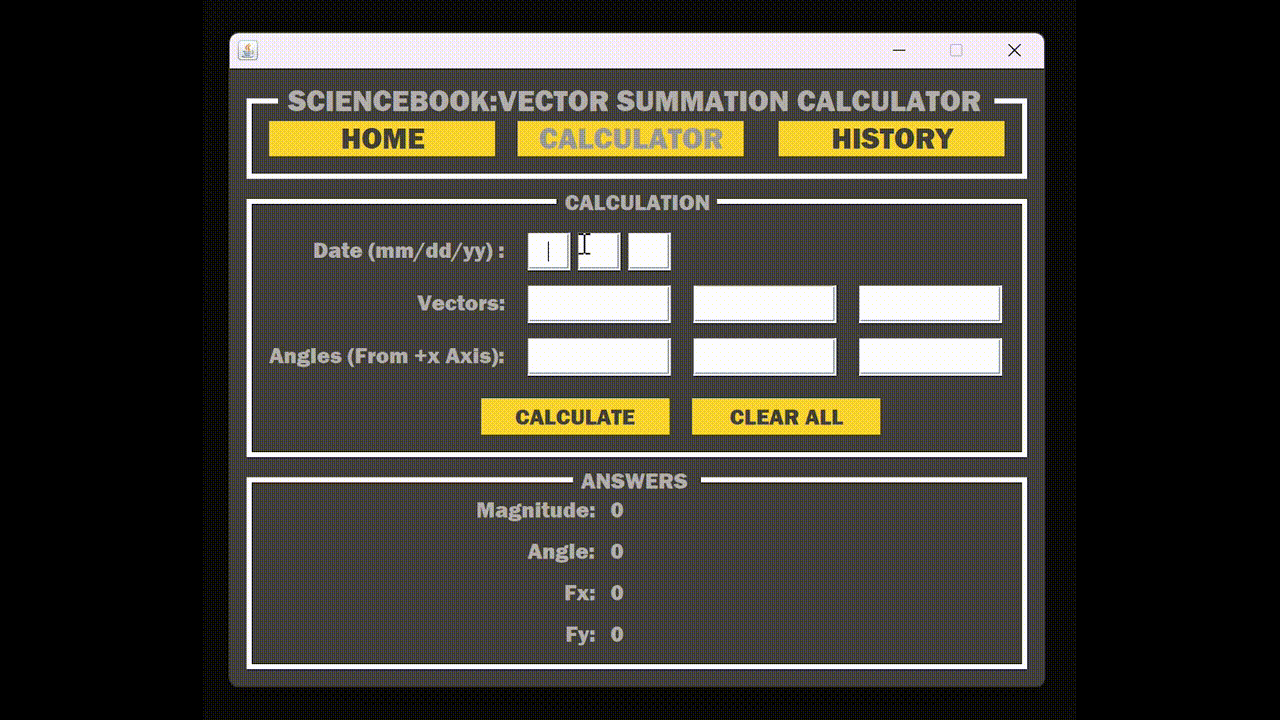 SCIENCEBOOK:VECTOR SUMMATION CALCULATOR
HOME CALCULATOR HISTORY
CALCULATION
Date (mm/dd/yy) :
Vectors:
Angles (From +x Axis):
CALCULATE CLEAR ALL
ANSWERS
Magnitude: 0
Angle: 0
Fx: 0
Fy: 0